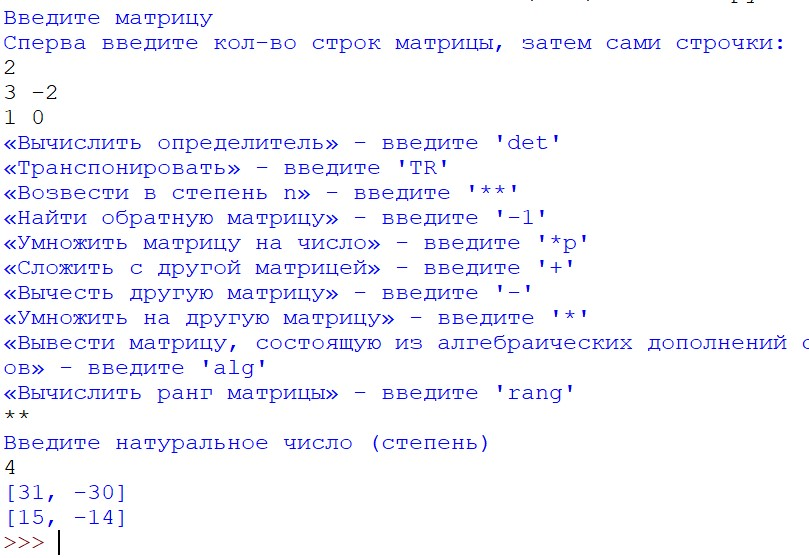 Введите матрицу
Сперва введите кол-во строк матрицы, затем сами строчки:
2
3 -2
1 0
«Вычислить определитель» - введите 'det'
«Транспонировать» - введите 'TR'
«Возвести в степень n» - введите '**'
«Найти обратную матрицу» - введите '-1'
«Умножить матрицу на число» - введите '*p'
«Сложить с другой матрицей» - введите '+'
«Вычесть другую матрицу» - введите '-'
«Умножить на другую матрицу» - введите '*'
«Вывести матрицу, состоящую из алгебраических дополнений
ов» - введите 'alg'
«Вычислить ранг матрицы» - введите 'rang'
**
Введите натуральное число (степень)
4
[31, -30]
[15, -14]
>>>